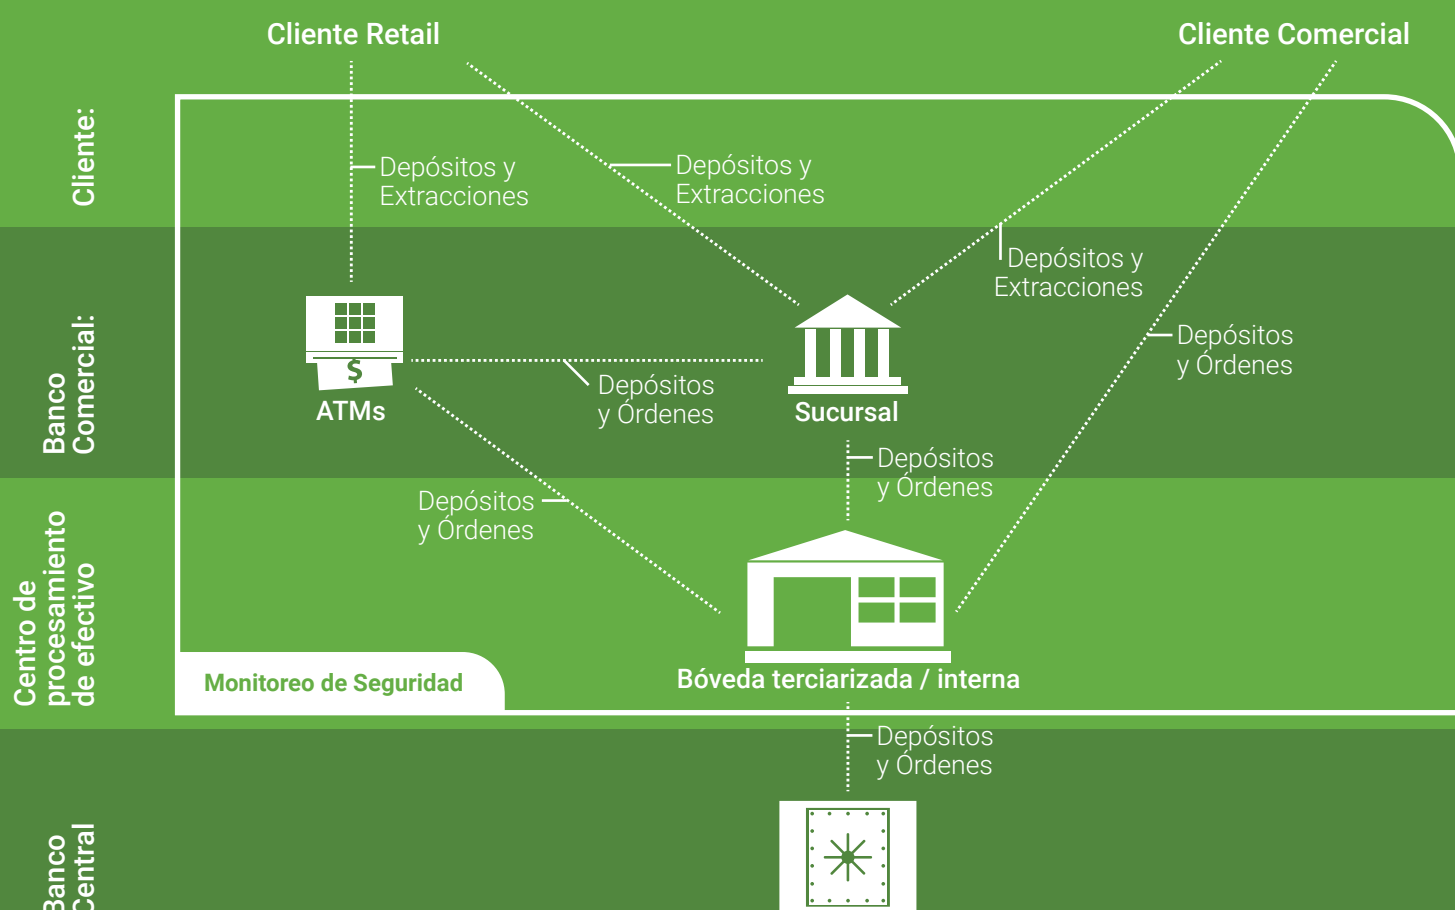 Cliente Retail
Cliente Comercial
Cliente:
Depósitos y
Extracciones
Depósitos y
Extracciones
Depósitos y
Extracciones
Banco
Comercial:
Depósitos
y Órdenes
$
ATMs
Depósitos
y Órdenes
Sucursal
Depósitos
y Órdenes
Depósitos
y Órdenes
Centro de
procesamiento
de efectivo
Monitoreo de Seguridad
Bóveda terciarizada / interna
Depósitos
y Órdenes
Banco
Central